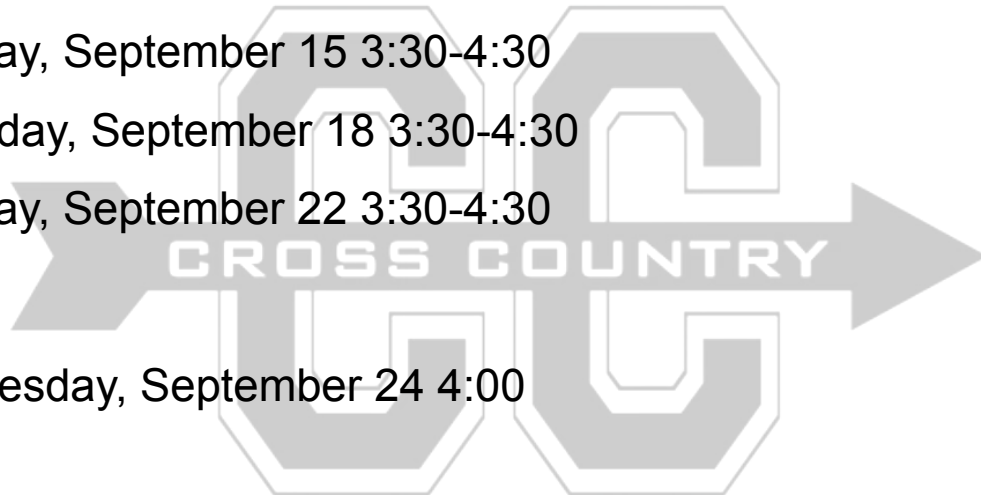 ay, September 15 3:30-4:30
day, September 18 3:30-4:30
ay, September 22 3:30-4:30
CROSS COUNTRY
esday, September 24 4:00